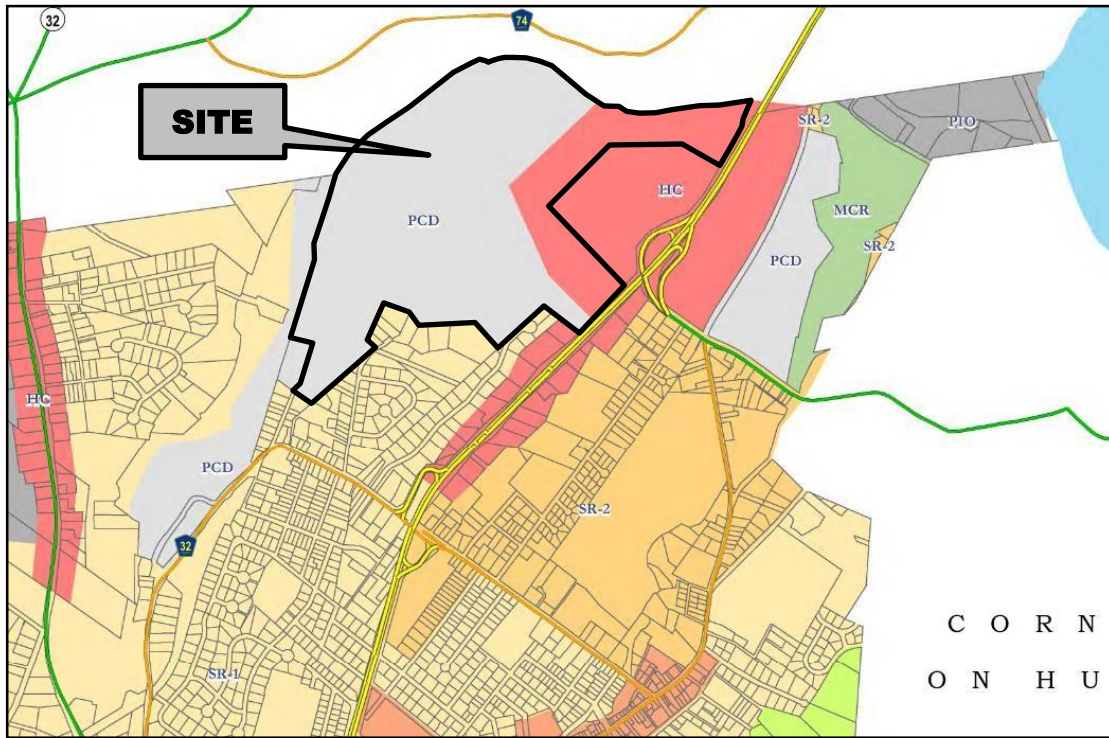 32
74
SITE
SR-2
PIO
HC
PCD
MCR
SR-2
PCD
HC
PCD
SR-2
32
SR-1
C O R N
O N H U